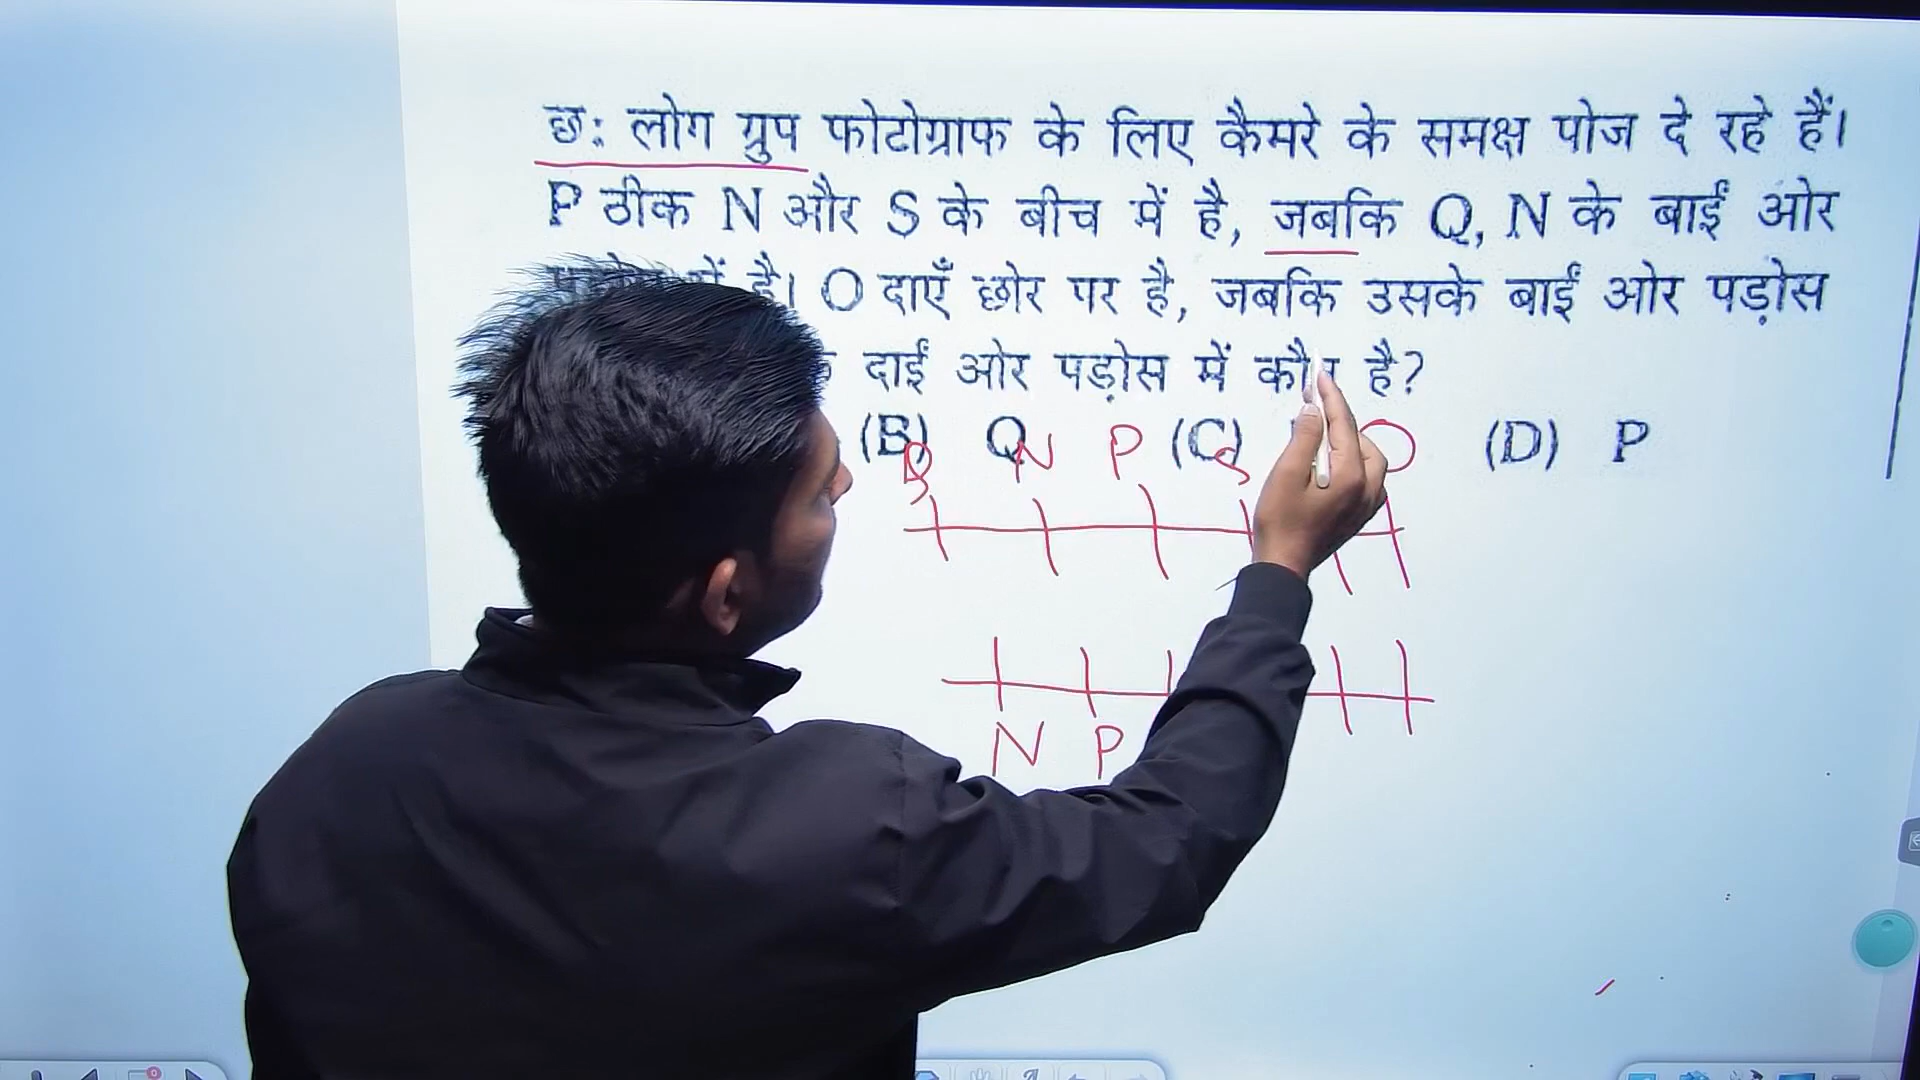 छः लोग ग्रुप फोटोग्राफ के लिए कैमरे के समक्ष पोज दे रहे हैं।
P ठीक N और S के बीच में है, जबकि Q, N के बाईं ओर
में है। O दाएँ छोर पर है, जबकि उसके बाईं ओर पड़ोस
दाईं ओर पड़ोस में कौन है?
(B) Q (C) (D) P
N P S O
N P